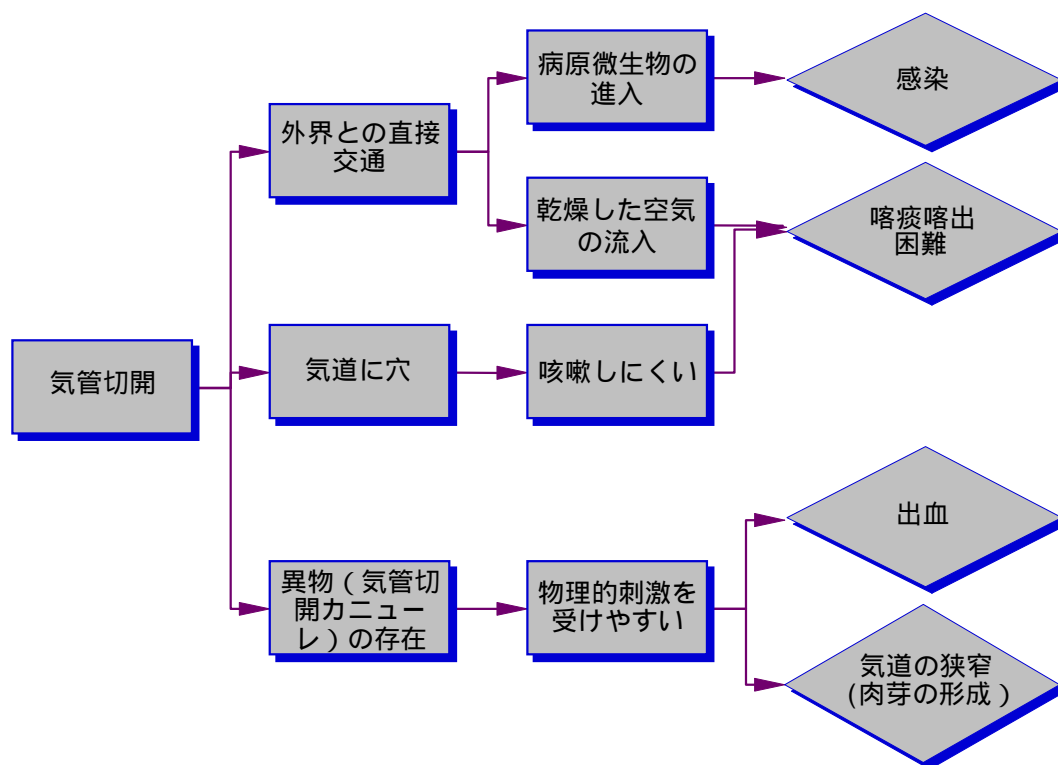 病原微生物の
進入
感染
外界との直接
交通
乾燥した空気
の流入
喀痰喀出
困難
気管切開
気道に穴
咳嗽しにくい
出血
異物（気管切
開カニュー
レ）の存在
物理的刺激を
受けやすい
気道の狭窄
(肉芽の形成）